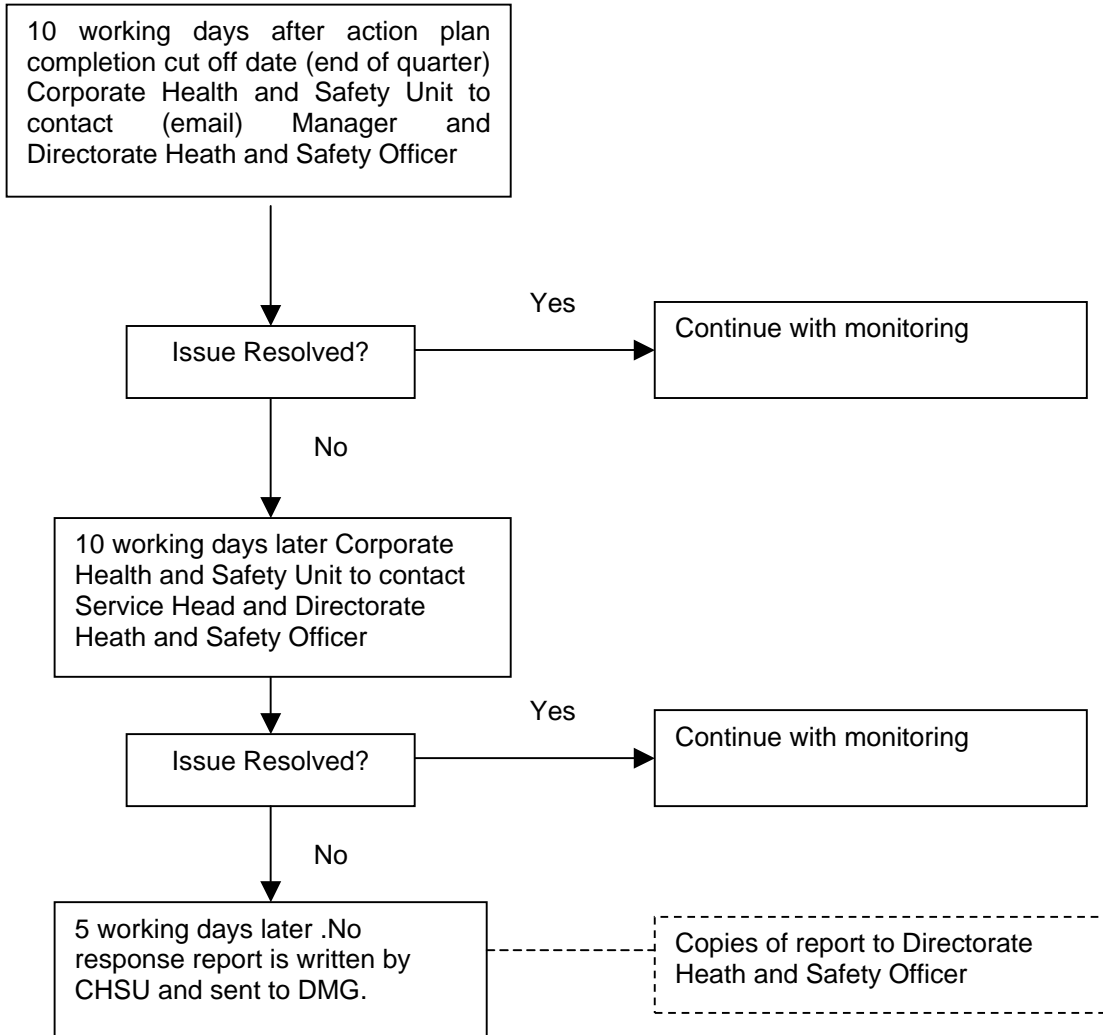 10 working days after action plan
completion cut off date (end of quarter)
Corporate Health and Safety Unit to
contact (email) Manager and
Directorate Heath and Safety Officer
Yes
Issue Resolved?
Continue with monitoring
No
10 working days later Corporate
Health and Safety Unit to contact
Service Head and Directorate
Heath and Safety Officer
Yes
Issue Resolved?
Continue with monitoring
No
5 working days later .No
response report is written by
CHSU and sent to DMG.
Copies of report to Directorate
Heath and Safety Officer